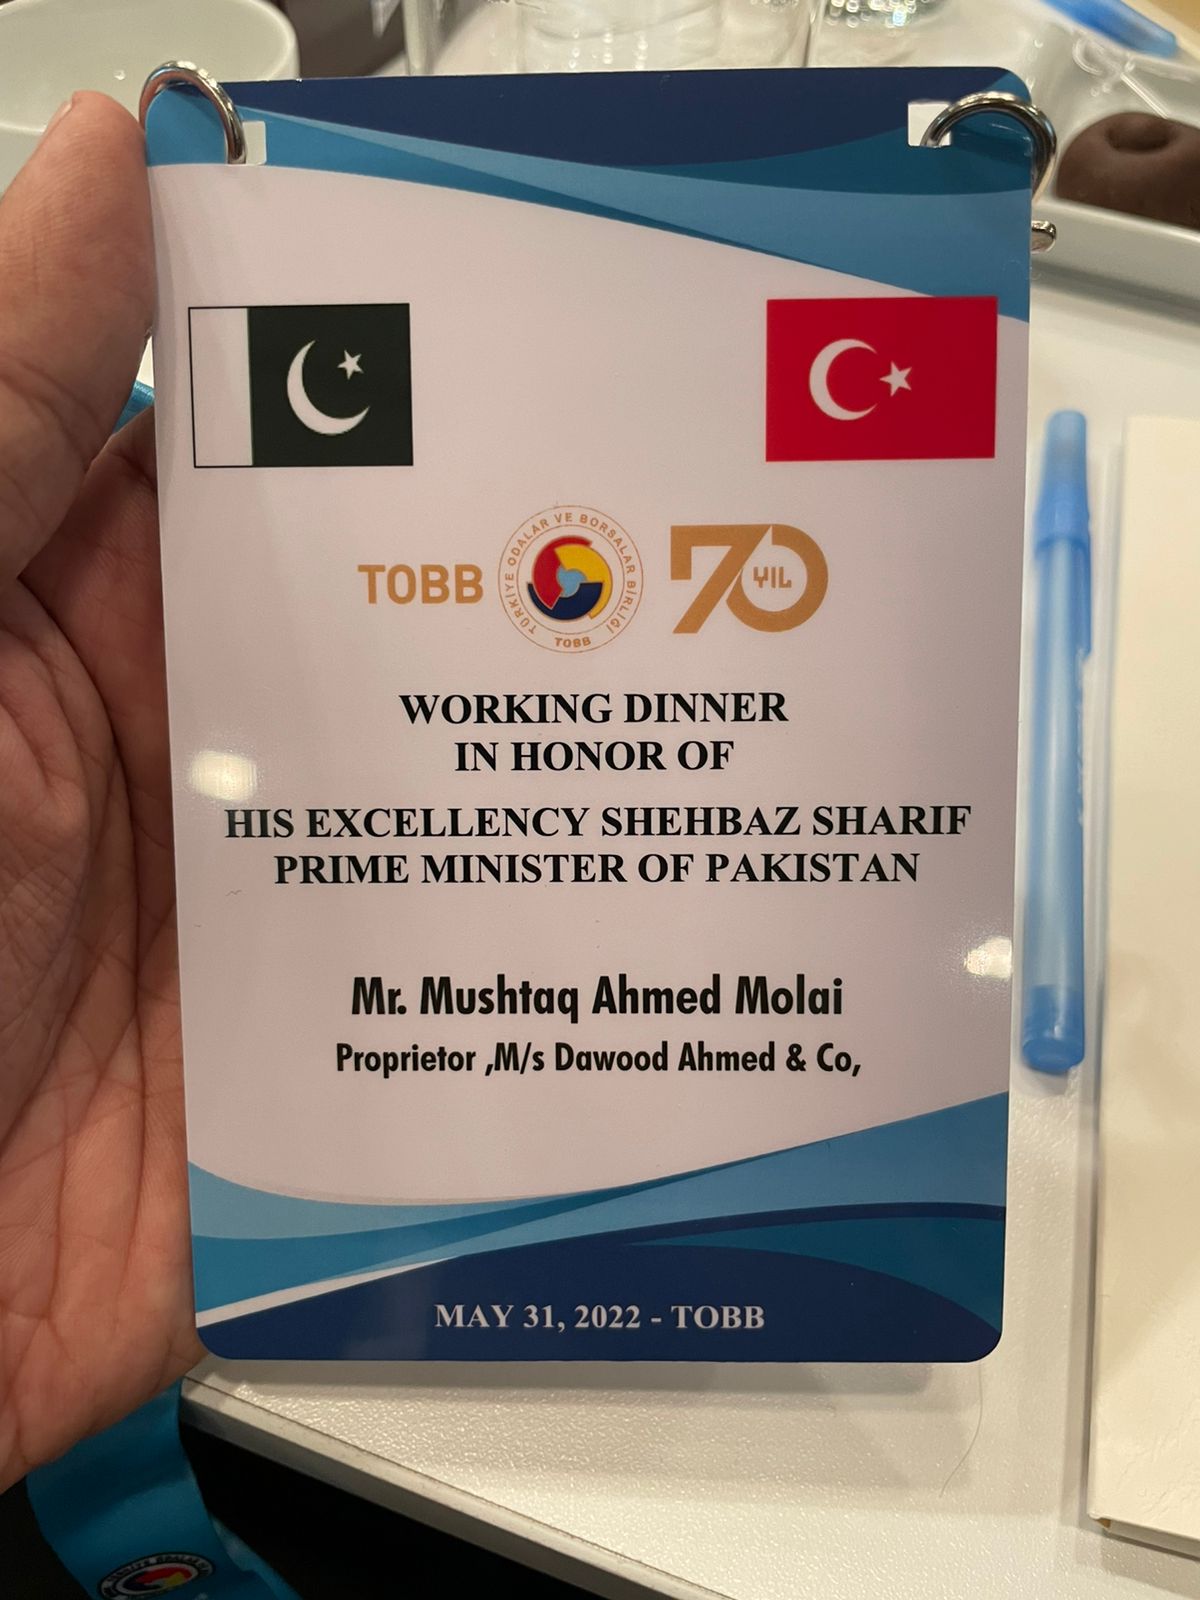 TOBB
TÜRKİYE ODALAR VE BORSALAR BİRLİĞİ
TOBB
70
YIL
WORKING DINNER
IN HONOR OF
HIS EXCELLENCY SHEHBAZ SHARIF
PRIME MINISTER OF PAKISTAN
Mr. Mushtaq Ahmed Molai
Proprietor ,M/s Dawood Ahmed & Co,
MAY 31, 2022 - TOBB